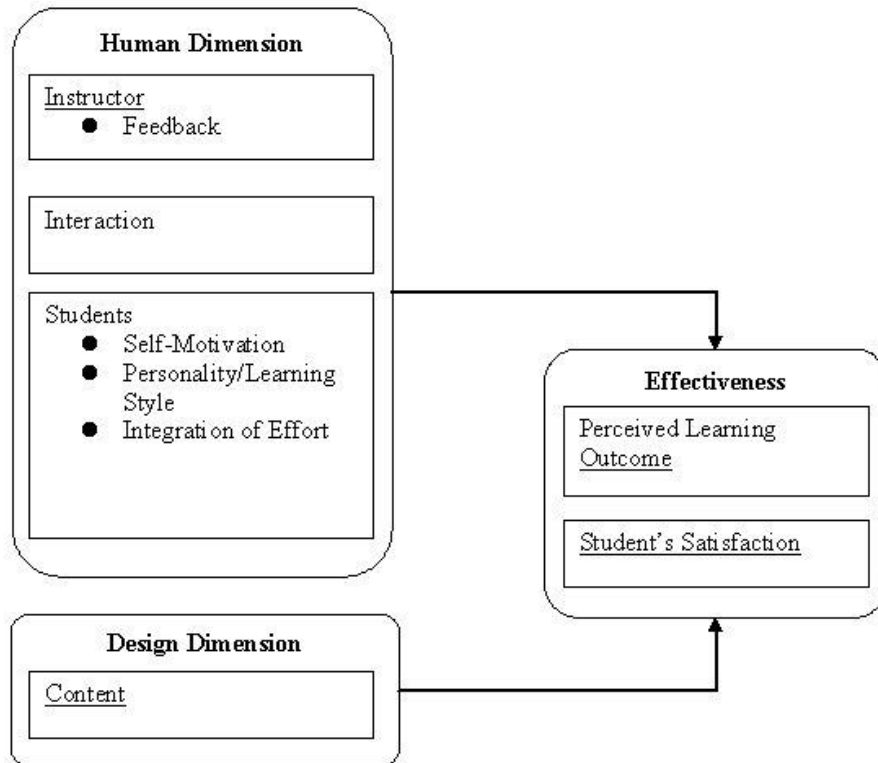 Human Dimension
Instructor
● Feedback
Interaction
Students
● Self-Motivation
● Personality/Learning
Style
● Integration of Effort
Effectiveness
Perceived Learning
Outcome
Student's Satisfaction
Design Dimension
Content